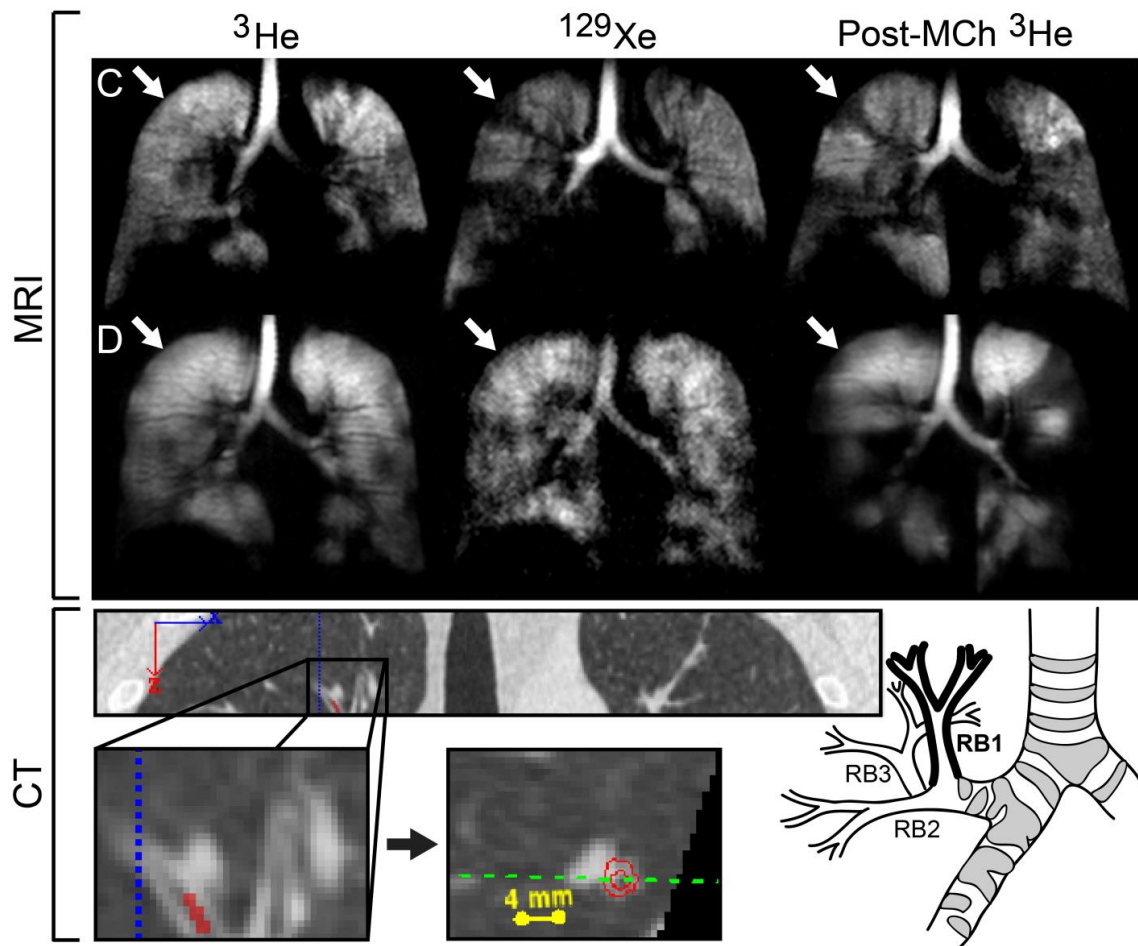 ³He
¹²⁹Xe
Post-MCh ³He
MRI
C
D
CT
X
Z
4 mm
RB1
RB3
RB2